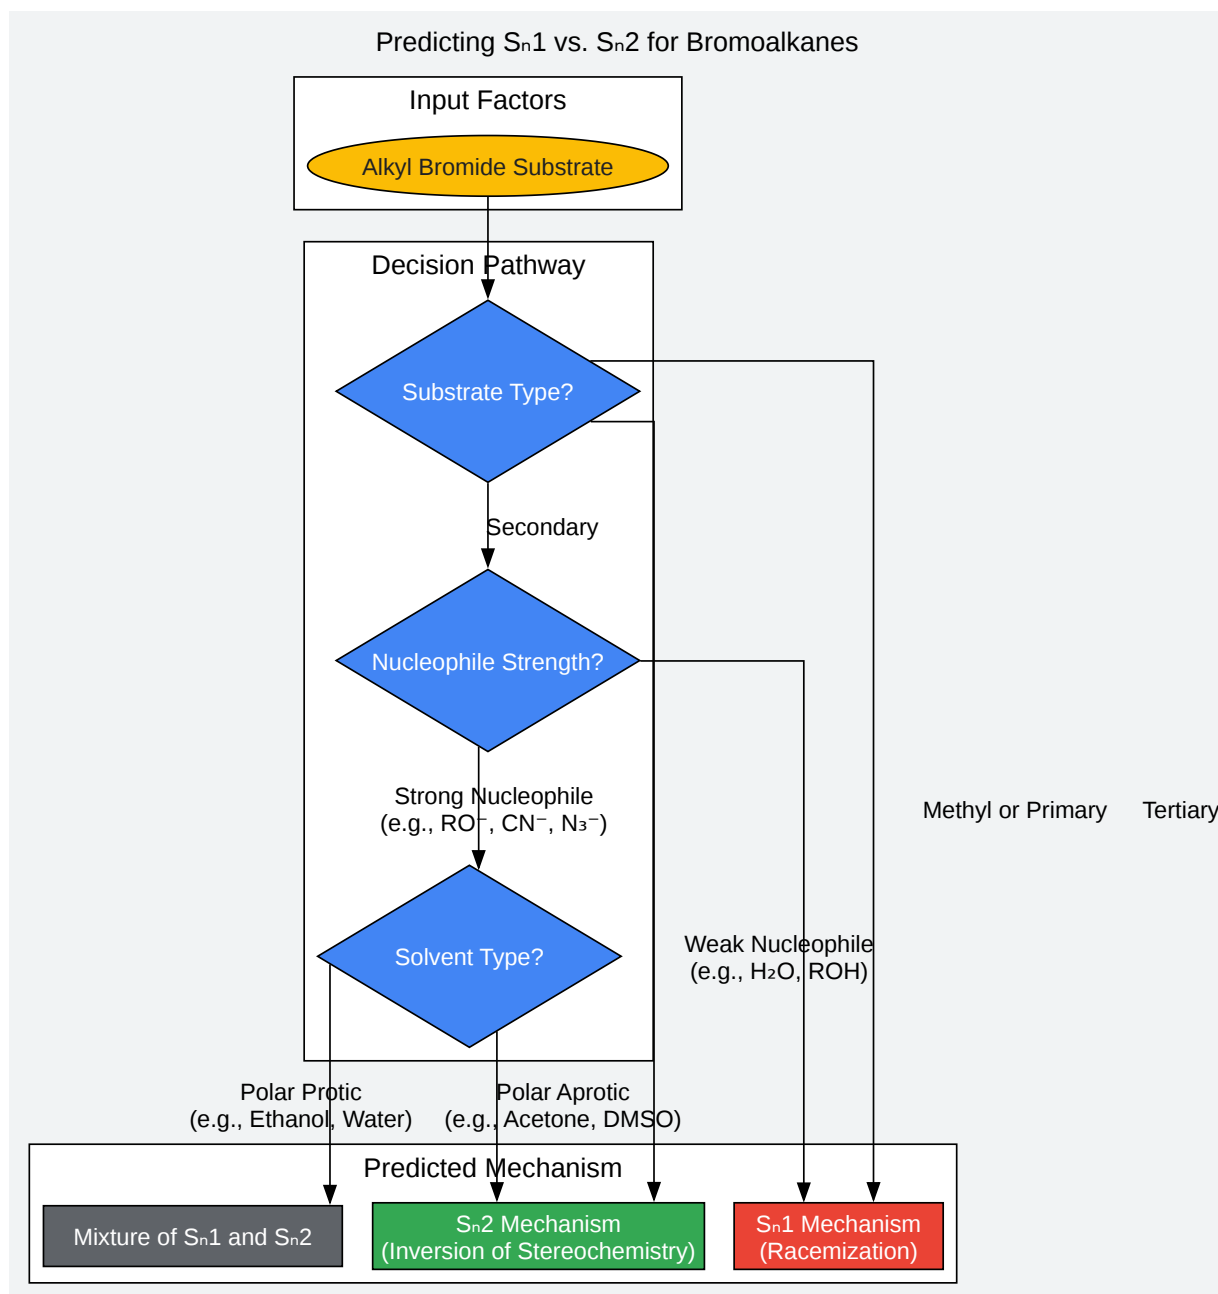 Predicting Sₙ1 vs. Sₙ2 for Bromoalkanes
Input Factors
Alkyl Bromide Substrate
Decision Pathway
Substrate Type?
Secondary
Nucleophile Strength?
Strong Nucleophile
(e.g., RO⁻, CN⁻, N₃⁻)
Methyl or Primary
Tertiary
Solvent Type?
Weak Nucleophile
(e.g., H₂O, ROH)
Polar Protic
(e.g., Ethanol, Water)
Polar Aprotic
(e.g., Acetone, DMSO)
Predicted Mechanism
Mixture of Sₙ1 and Sₙ2
Sₙ2 Mechanism
(Inversion of Stereochemistry)
Sₙ1 Mechanism
(Racemization)